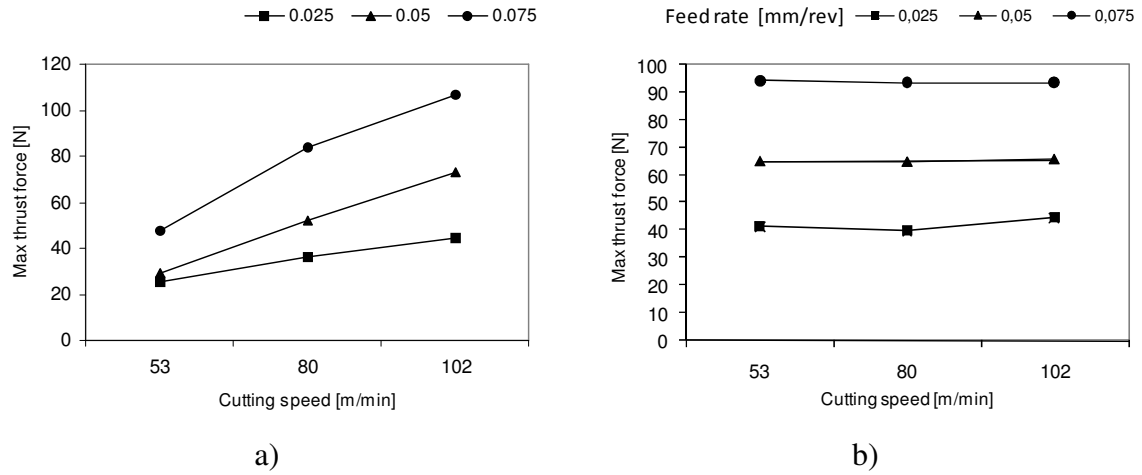 0.025 0.05 0.075
120
100
80
60
40
20
0
Max thrust force [N]
53 80 102
Cutting speed [m/min]
a)
Feed rate [mm/rev] 0,025 0,05 0,075
100
90
80
70
60
50
40
30
20
10
0
Max thrust force [N]
53 80 102
Cutting speed [m/min]
b)